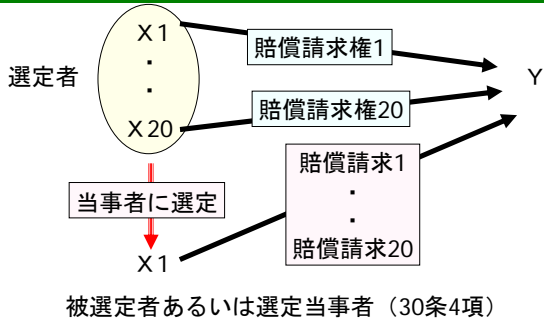 X1
・
・
X20
選定者
賠償請求権1
賠償請求権20
Y
当事者に選定
X1
賠償請求1
・
・
賠償請求20
被選定者あるいは選定当事者（30条4項）